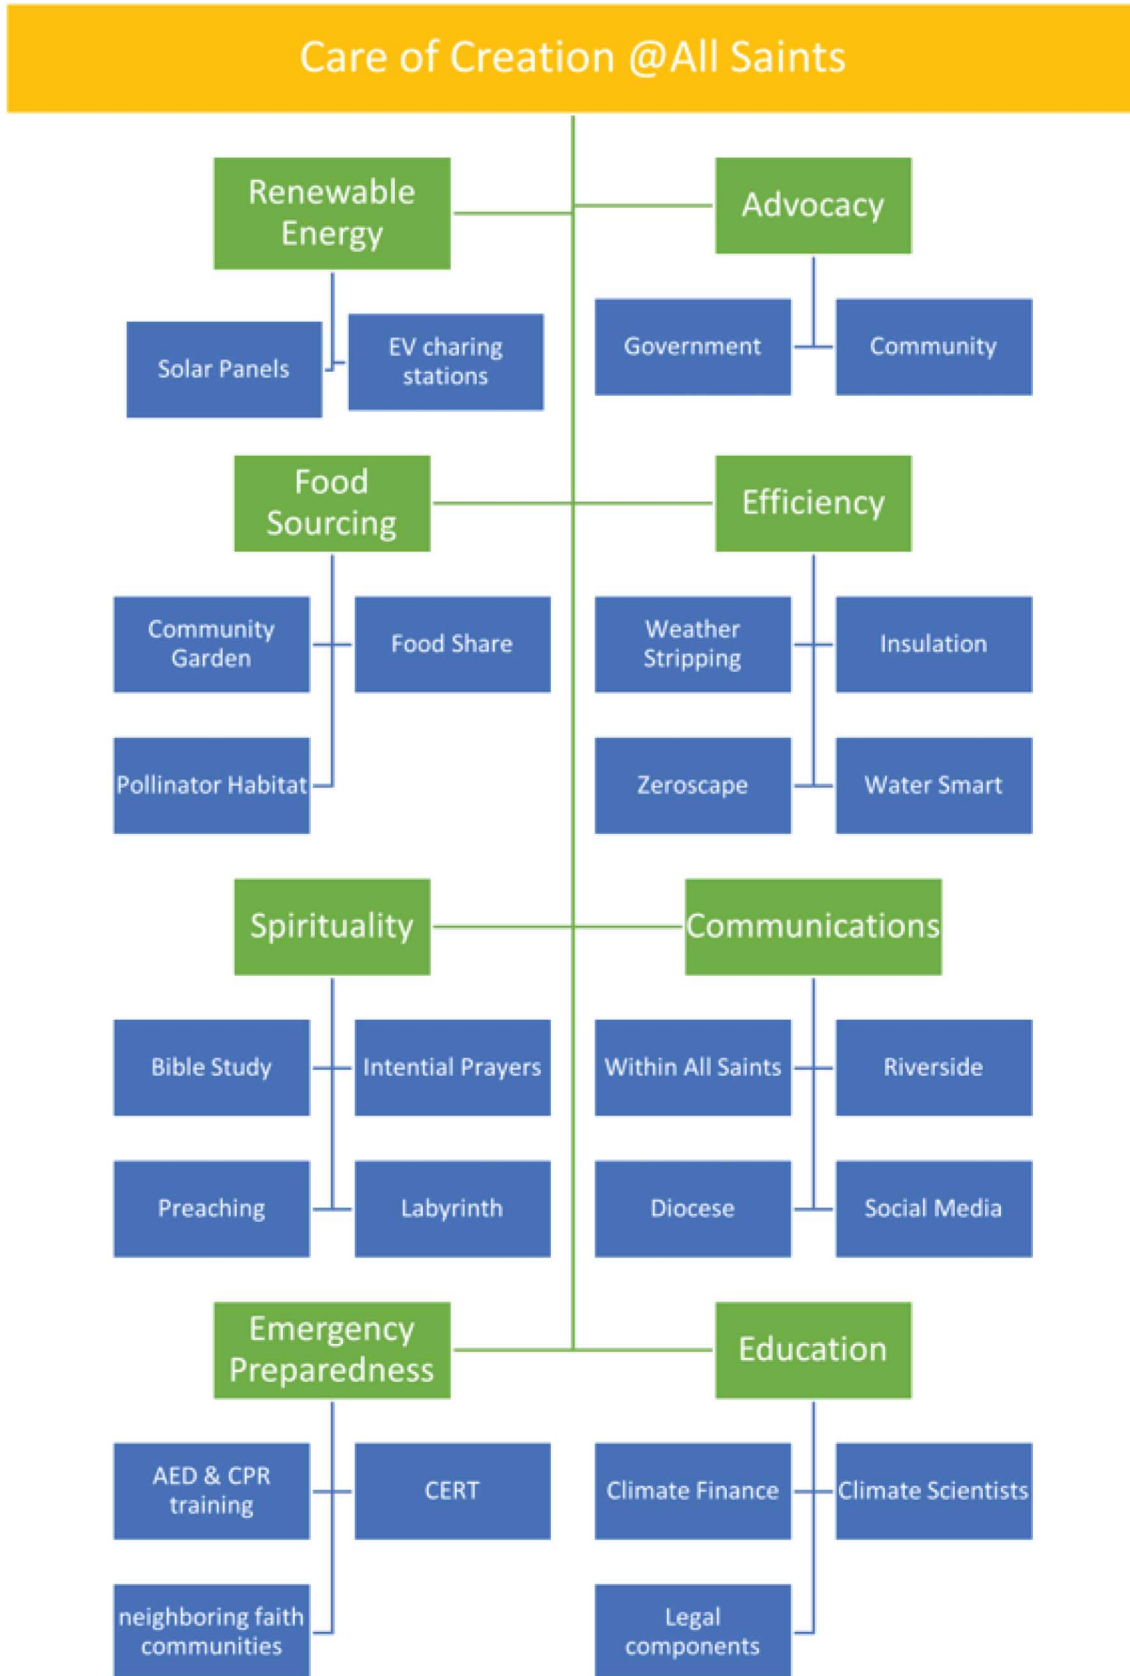 Care of Creation @All Saints
Renewable
Energy
Advocacy
Solar Panels
EV charing
stations
Government
Community
Food
Sourcing
Efficiency
Community
Garden
Food Share
Weather
Stripping
Insulation
Pollinator Habitat
Zeroscape
Water Smart
Spirituality
Communications
Bible Study
Intential Prayers
Within All Saints
Riverside
Preaching
Labyrinth
Diocese
Social Media
Emergency
Preparedness
Education
AED & CPR
training
CERT
Climate Finance
Climate Scientists
neighboring faith
communities
Legal
components